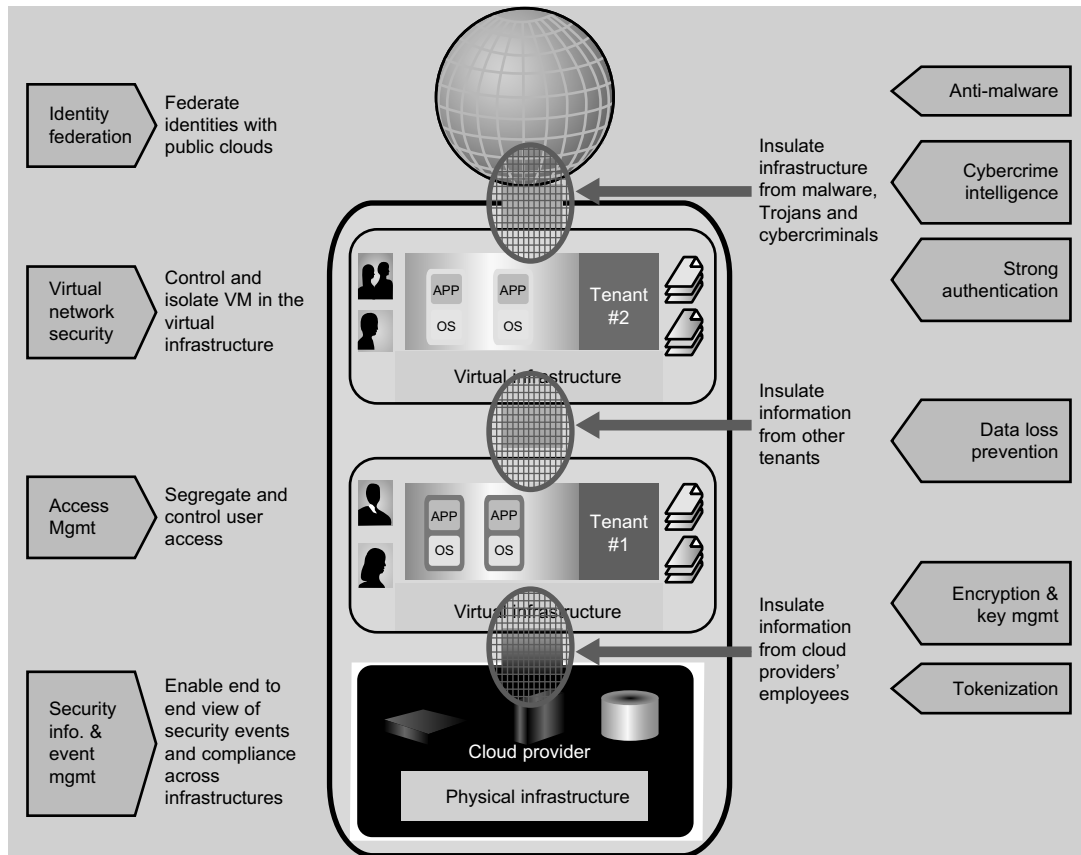 Identity
federation
Federate
identities with
public clouds
Virtual
network
security
Control and
isolate VM in the
virtual
infrastructure
Access
Mgmt
Segregate and
control user
access
Security
info. &
event
mgmt
Enable end to
end view of
security events
and compliance
across
infrastructures
APP
OS
APP
OS
Tenant
#2
Virtual infrastructure
APP
OS
APP
OS
Tenant
#1
Virtual infrastructure
Cloud provider
Physical infrastructure
Insulate
infrastructure
from malware,
Trojans and
cybercriminals
Insulate
information
from other
tenants
Insulate
information
from cloud
providers’
employees
Anti-malware
Cybercrime
intelligence
Strong
authentication
Data loss
prevention
Encryption &
key mgmt
Tokenization